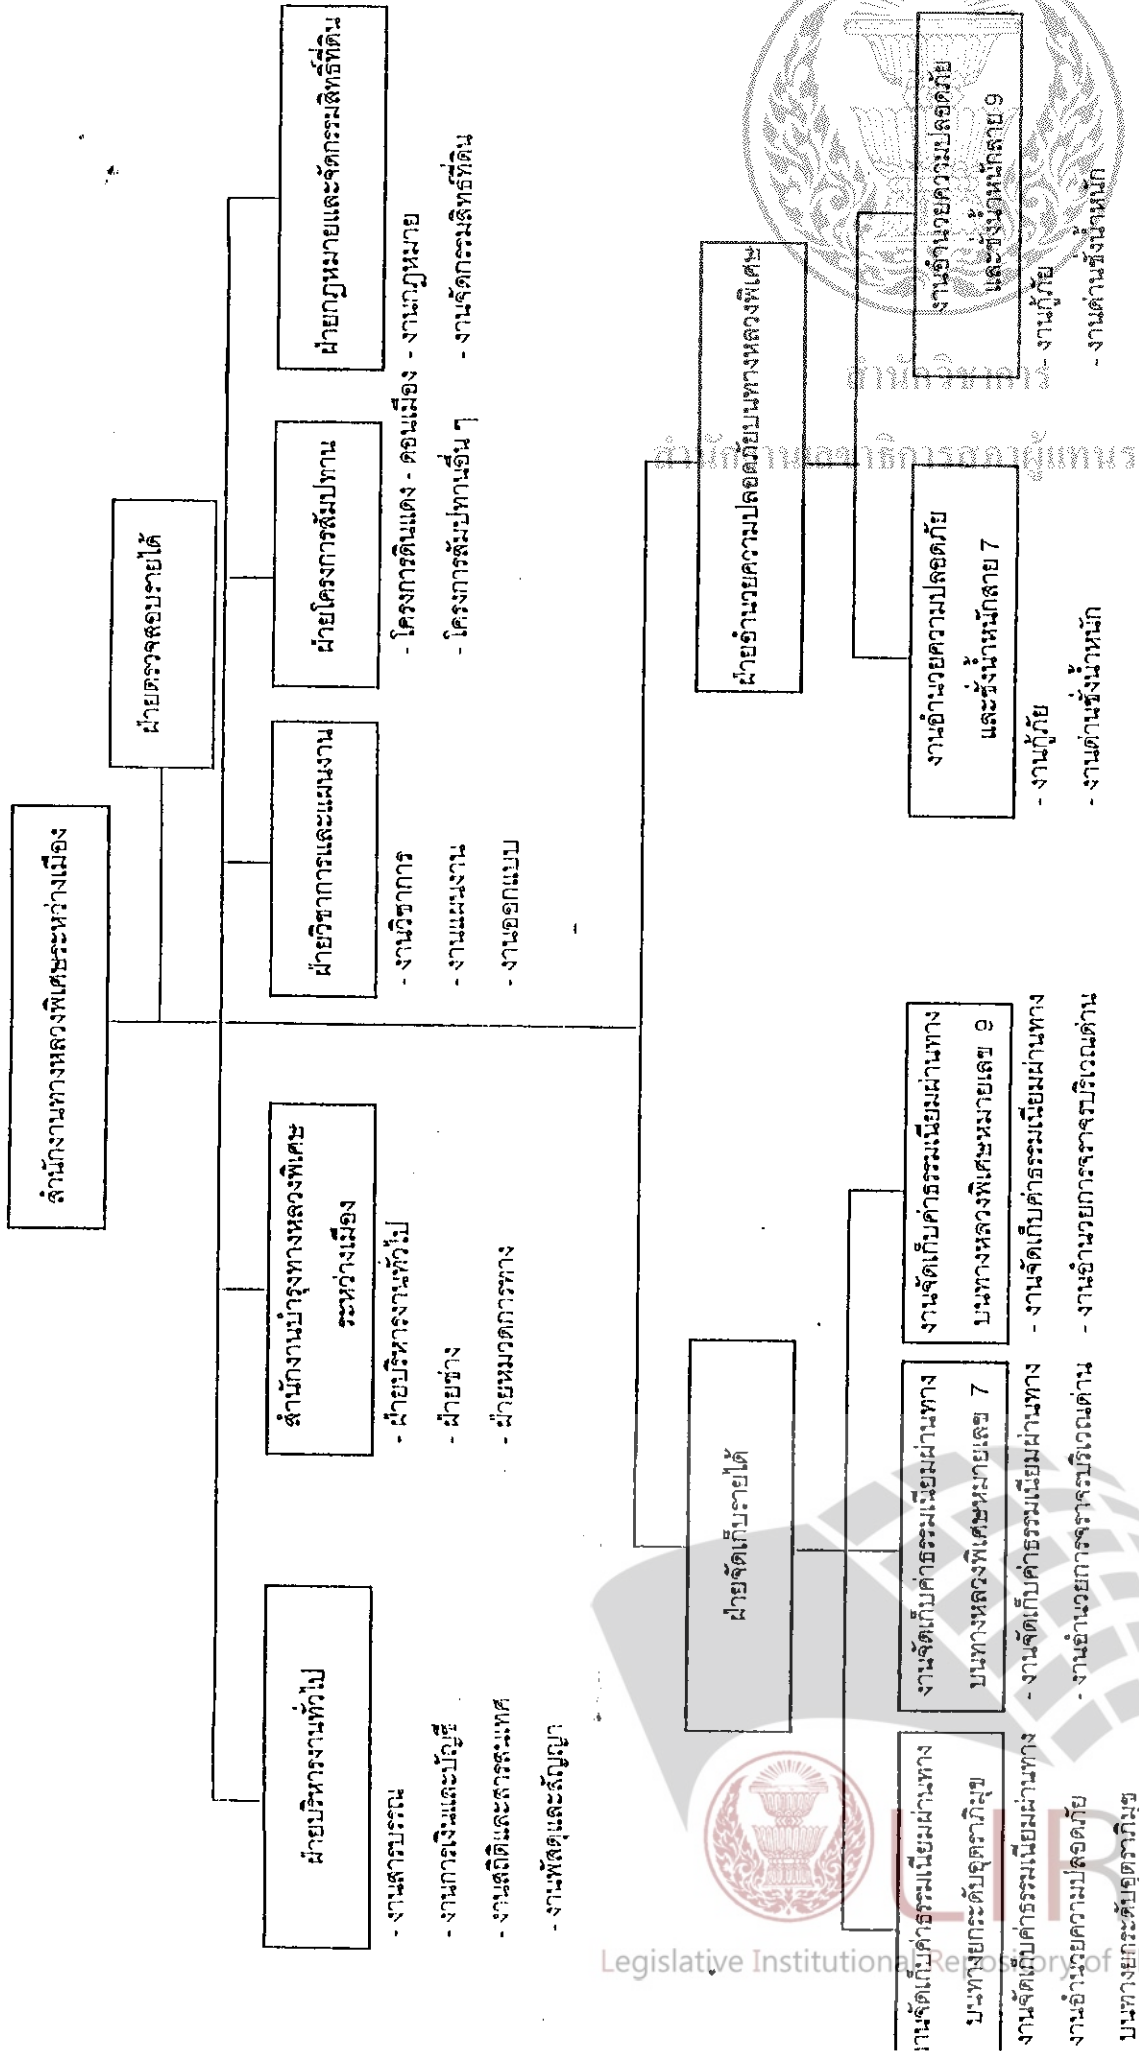 สำนักงานทางหลวงพิเศษระหว่างเมือง
ฝ่ายตรวจสอบรายได้
ฝ่ายบริหารงานทั่วไป
- งานสารบรรณ
- งานการเงินและบัญชี
- งานสถิติและสารสนเทศ
- งานพัสดุและสัญญา
สำนักงานบำรุงทางหลวงพิเศษ
ระหว่างเมือง
- ฝ่ายบริหารงานทั่วไป
- ฝ่ายช่าง
- ฝ่ายหมวดการทาง
ฝ่ายวิชาการและแผนงาน
- งานวิชาการ
- งานแผนงาน
- งานออกแบบ
ฝ่ายโครงการสัมปทาน
- โครงการดินแดง - ดอนเมือง
- โครงการสัมปทานอื่น ๆ
ฝ่ายกฎหมายและจัดกรรมสิทธิ์ที่ดิน
- งานกฎหมาย
- งานจัดกรรมสิทธิ์ที่ดิน
ฝ่ายจัดเก็บรายได้
งานจัดเก็บค่าธรรมเนียมผ่านทาง
บนทางยกระดับอุตราภิมุข
งานจัดเก็บค่าธรรมเนียมผ่านทาง
งานอำนวยความปลอดภัย
บนทางยกระดับอุตราภิมุข
งานจัดเก็บค่าธรรมเนียมผ่านทาง
บนทางหลวงพิเศษหมายเลข 7
- งานจัดเก็บค่าธรรมเนียมผ่านทาง
- งานอำนวยการจราจรบริเวณด่าน
งานจัดเก็บค่าธรรมเนียมผ่านทาง
บนทางหลวงพิเศษหมายเลข 9
- งานจัดเก็บค่าธรรมเนียมผ่านทาง
- งานอำนวยการจราจรบริเวณด่าน
ฝ่ายอำนวยความปลอดภัยบนทางหลวงพิเศษ
งานอำนวยความปลอดภัย
และชั่งน้ำหนักสาย 7
- งานกู้ภัย
- งานด่านชั่งน้ำหนัก
งานอำนวยความปลอดภัย
และชั่งน้ำหนักสาย 9
- งานกู้ภัย
- งานด่านชั่งน้ำหนัก
สำนักวิชาการ
สำนักงานเลขาธิการสภาผู้แทนร
LIR
Legislative Institutional Repository of